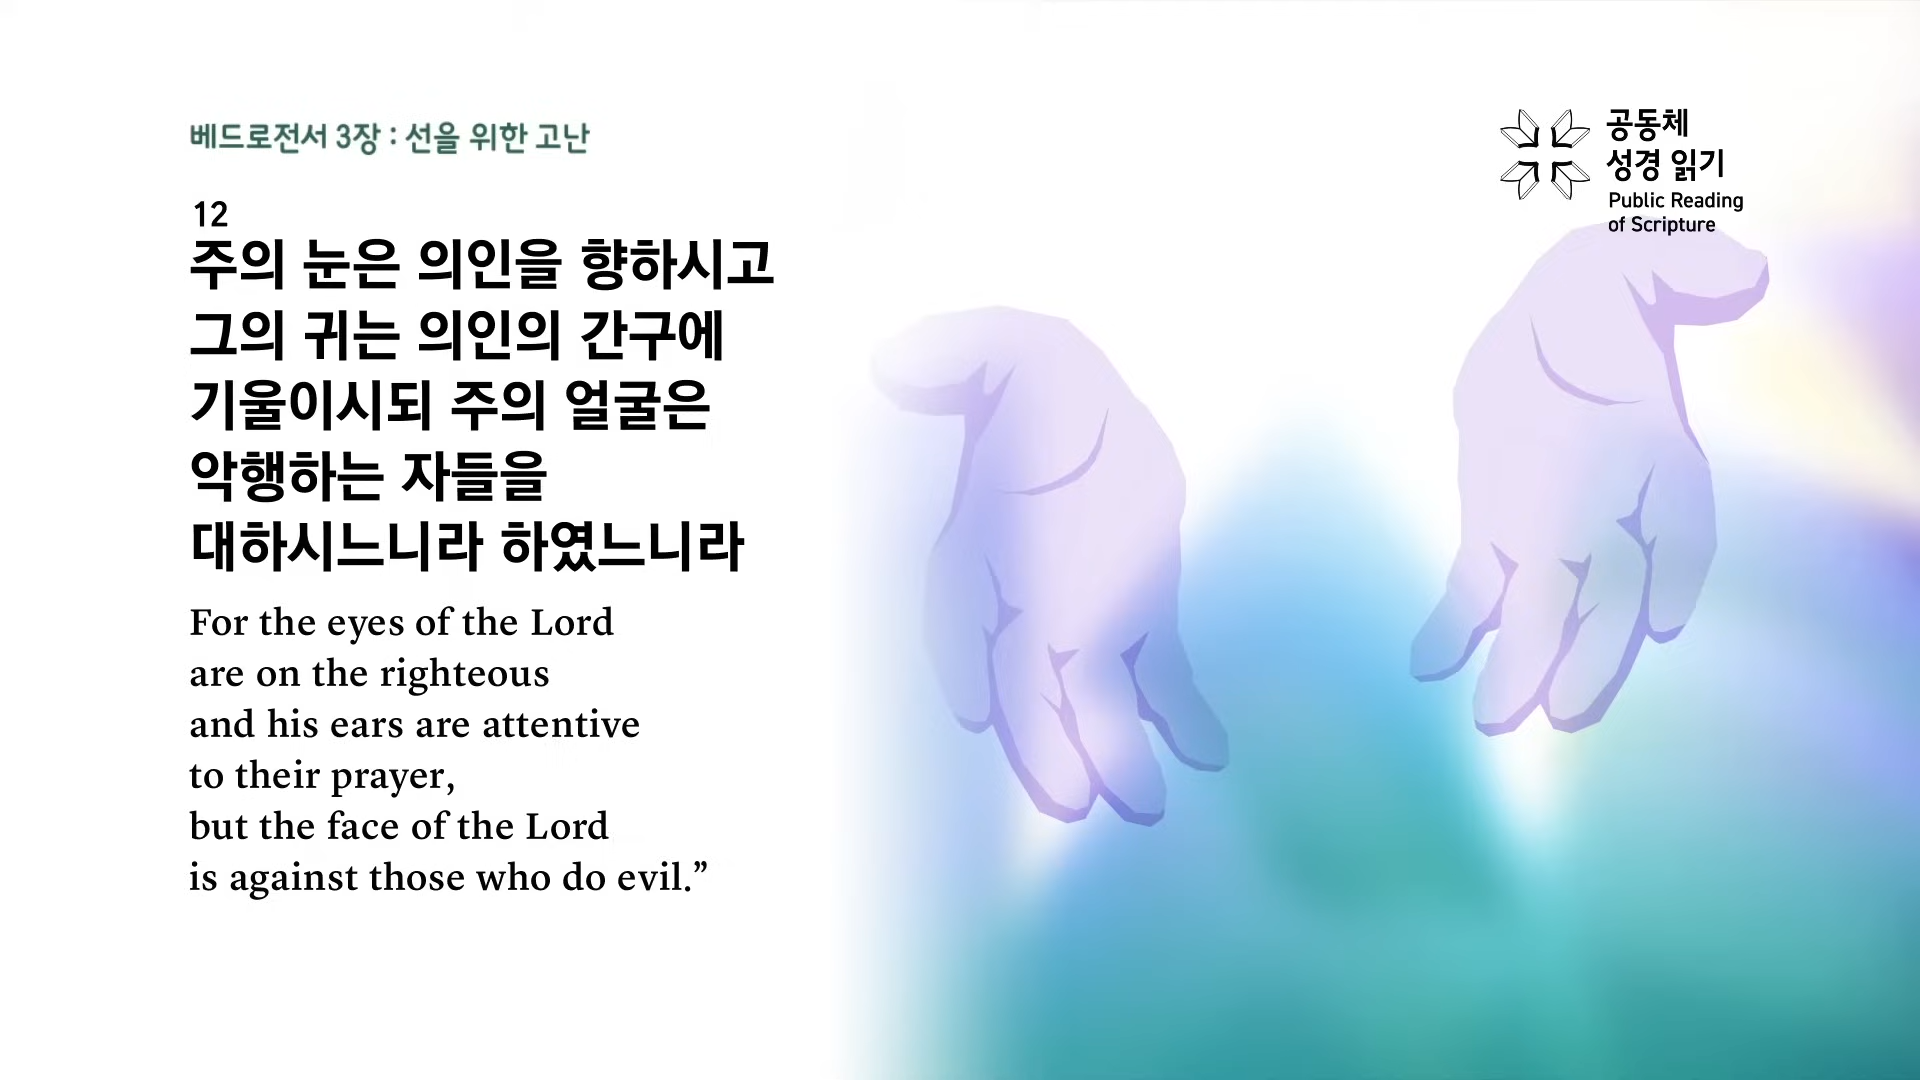 베드로전서 3장 : 선을 위한 고난
12
주의 눈은 의인을 향하시고
그의 귀는 의인의 간구에
기울이시되 주의 얼굴은
악행하는 자들을
대하시느니라 하였느니라
For the eyes of the Lord
are on the righteous
and his ears are attentive
to their prayer,
but the face of the Lord
is against those who do evil.”
공동체
성경 읽기
Public Reading
of Scripture